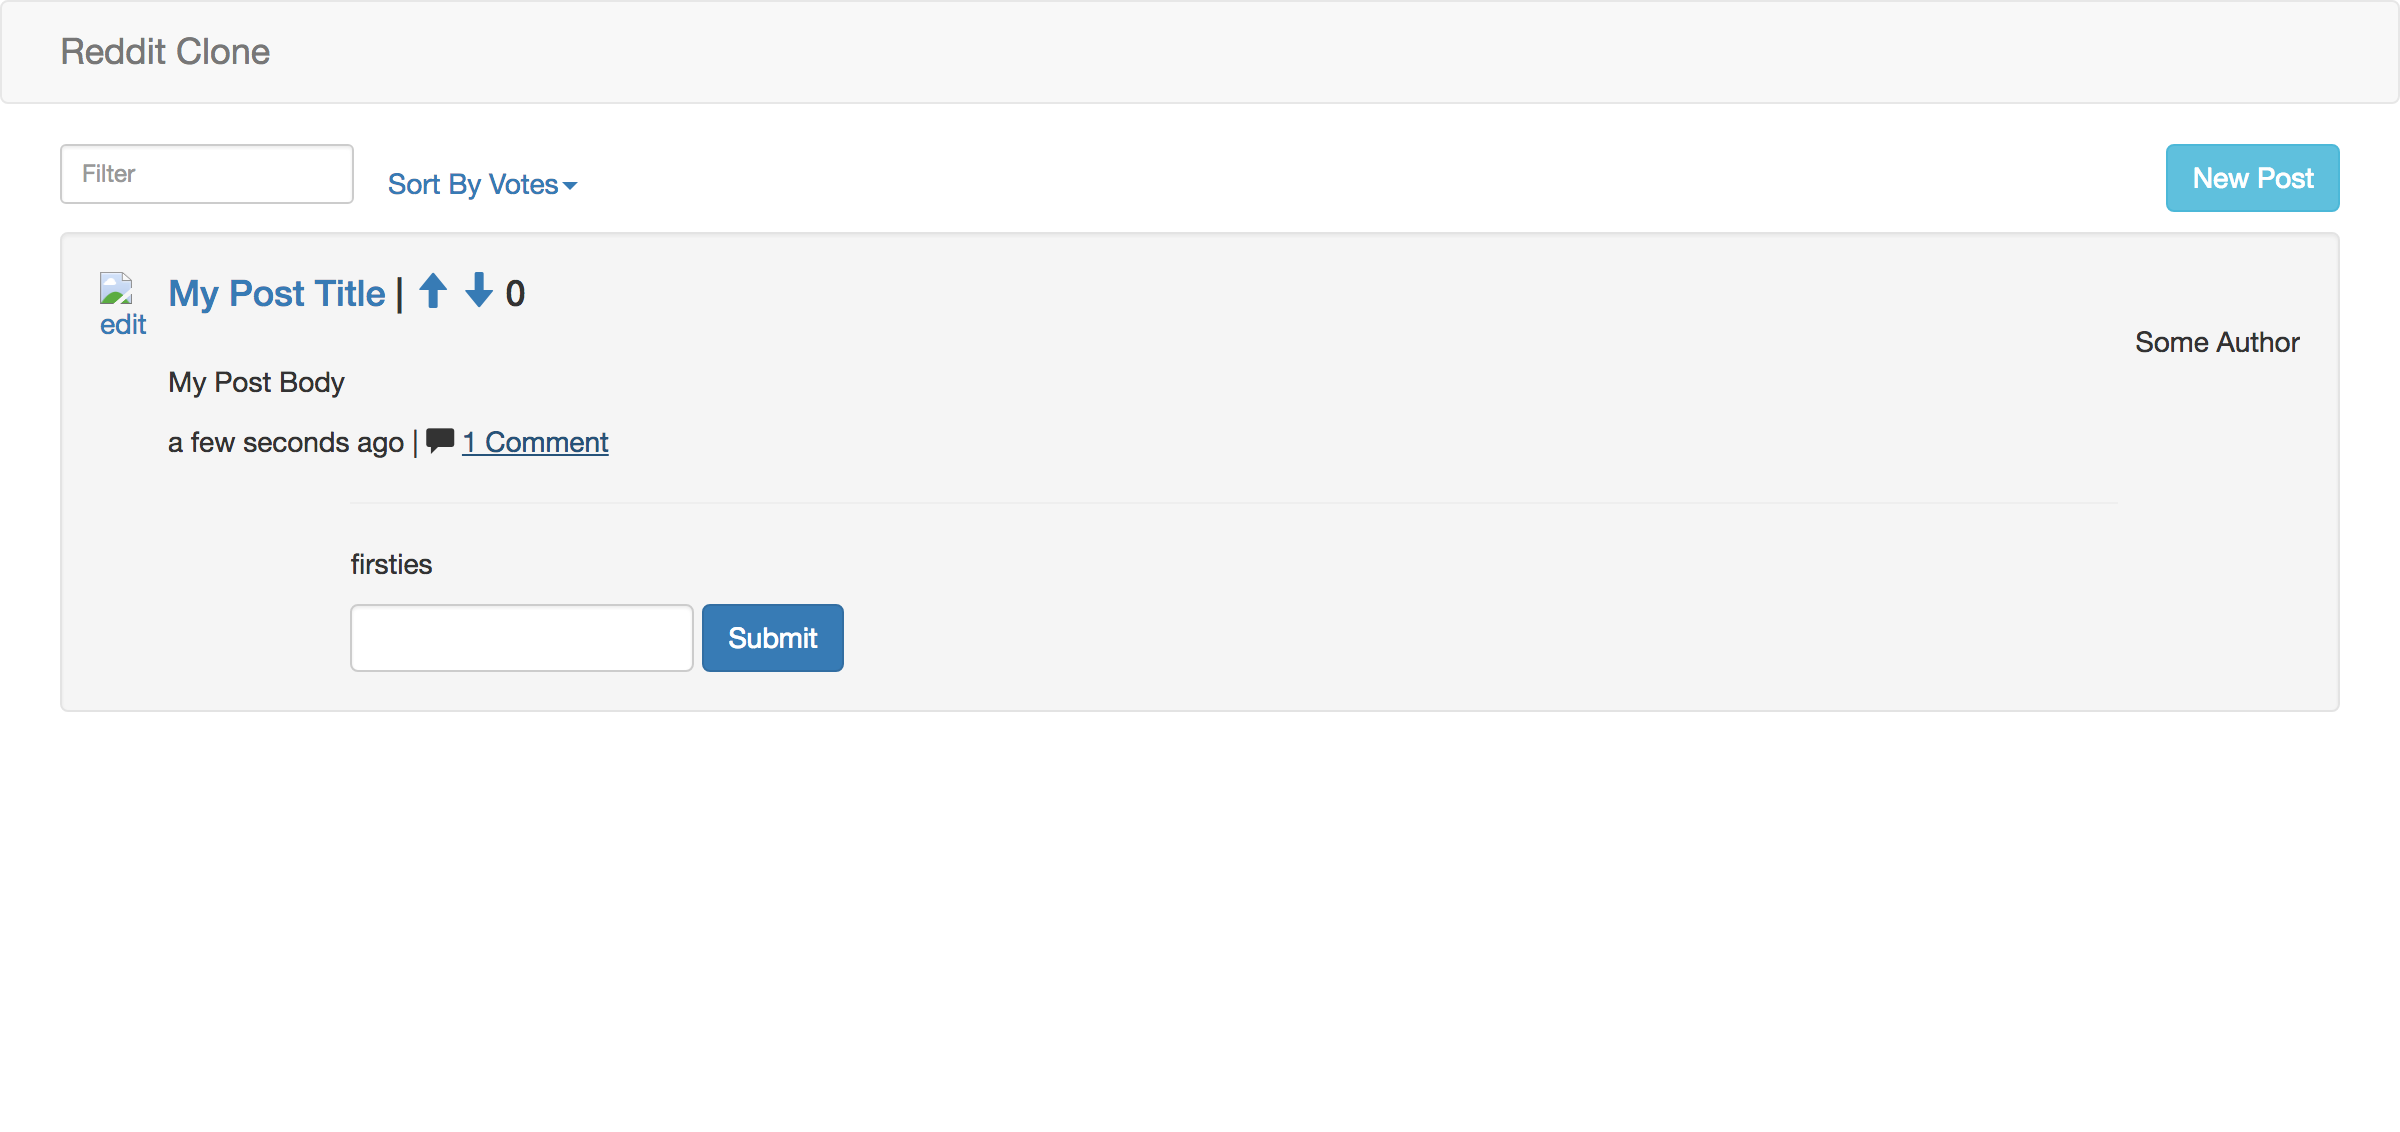 Reddit Clone
Filter
Sort By Votes
New Post
My Post Title | 0
edit
Some Author
My Post Body
a few seconds ago | 1 Comment
firsties
Submit